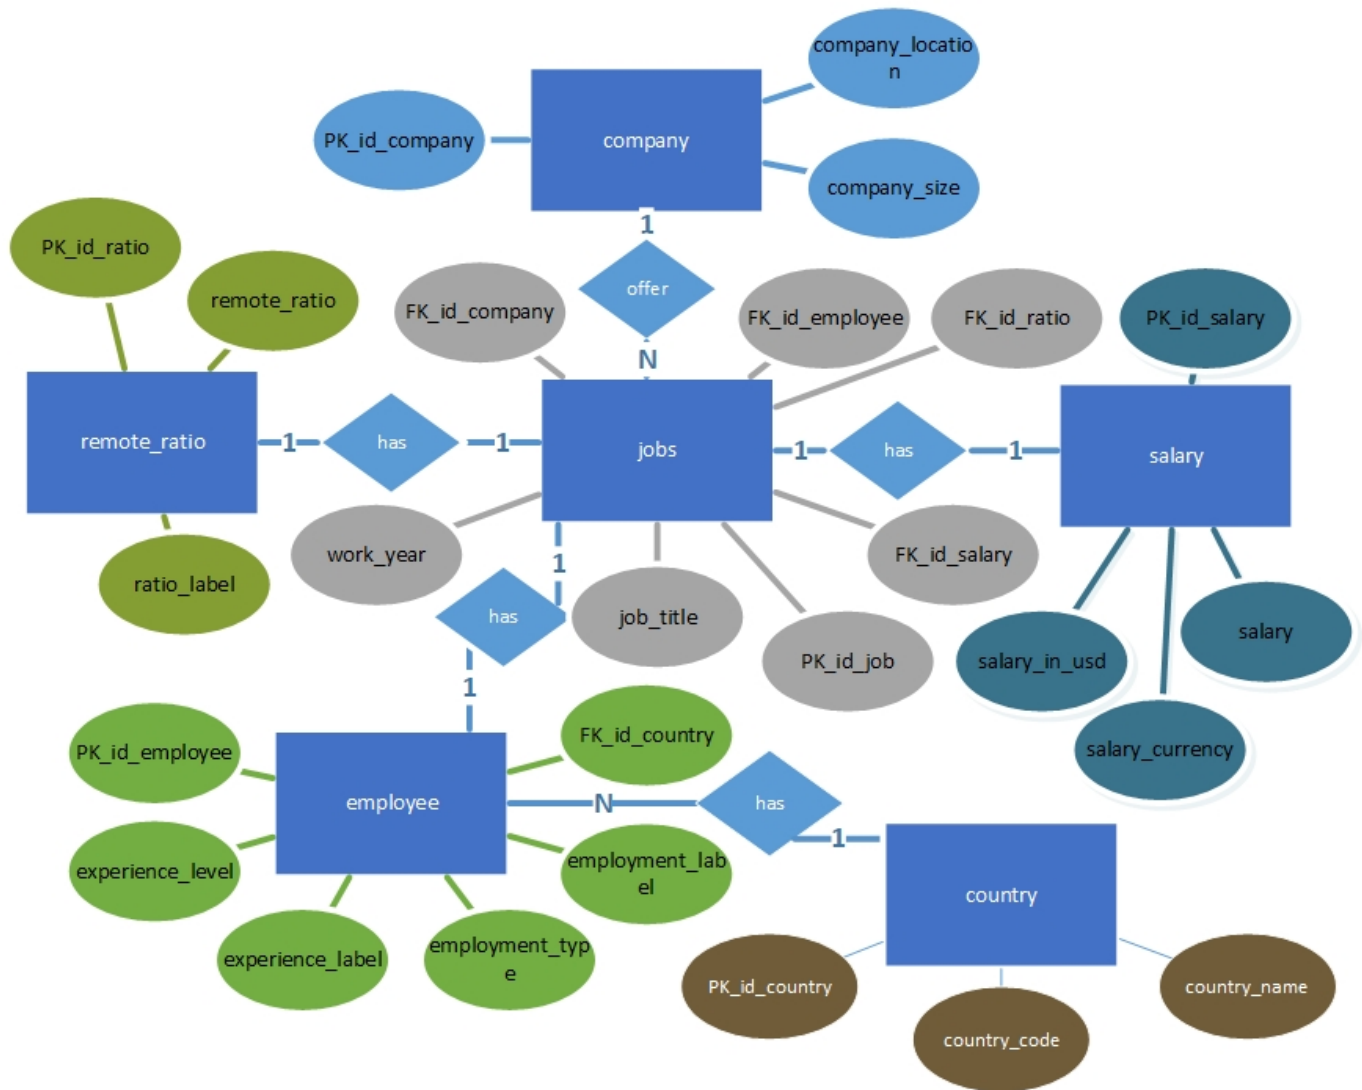 company_locatio
n
PK_id_company
company
company_size
1
PK_id_ratio
remote_ratio
offer
FK_id_company
FK_id_employee
FK_id_ratio
PK_id_salary
N
remote_ratio
1
has
1
jobs
1
has
1
salary
work_year
1
FK_id_salary
ratio_label
has
job_title
PK_id_job
salary_in_usd
salary
1
PK_id_employee
FK_id_country
salary_currency
employee
N
has
1
experience_level
employment_lab
el
country
experience_label
employment_typ
e
PK_id_country
country_name
country_code